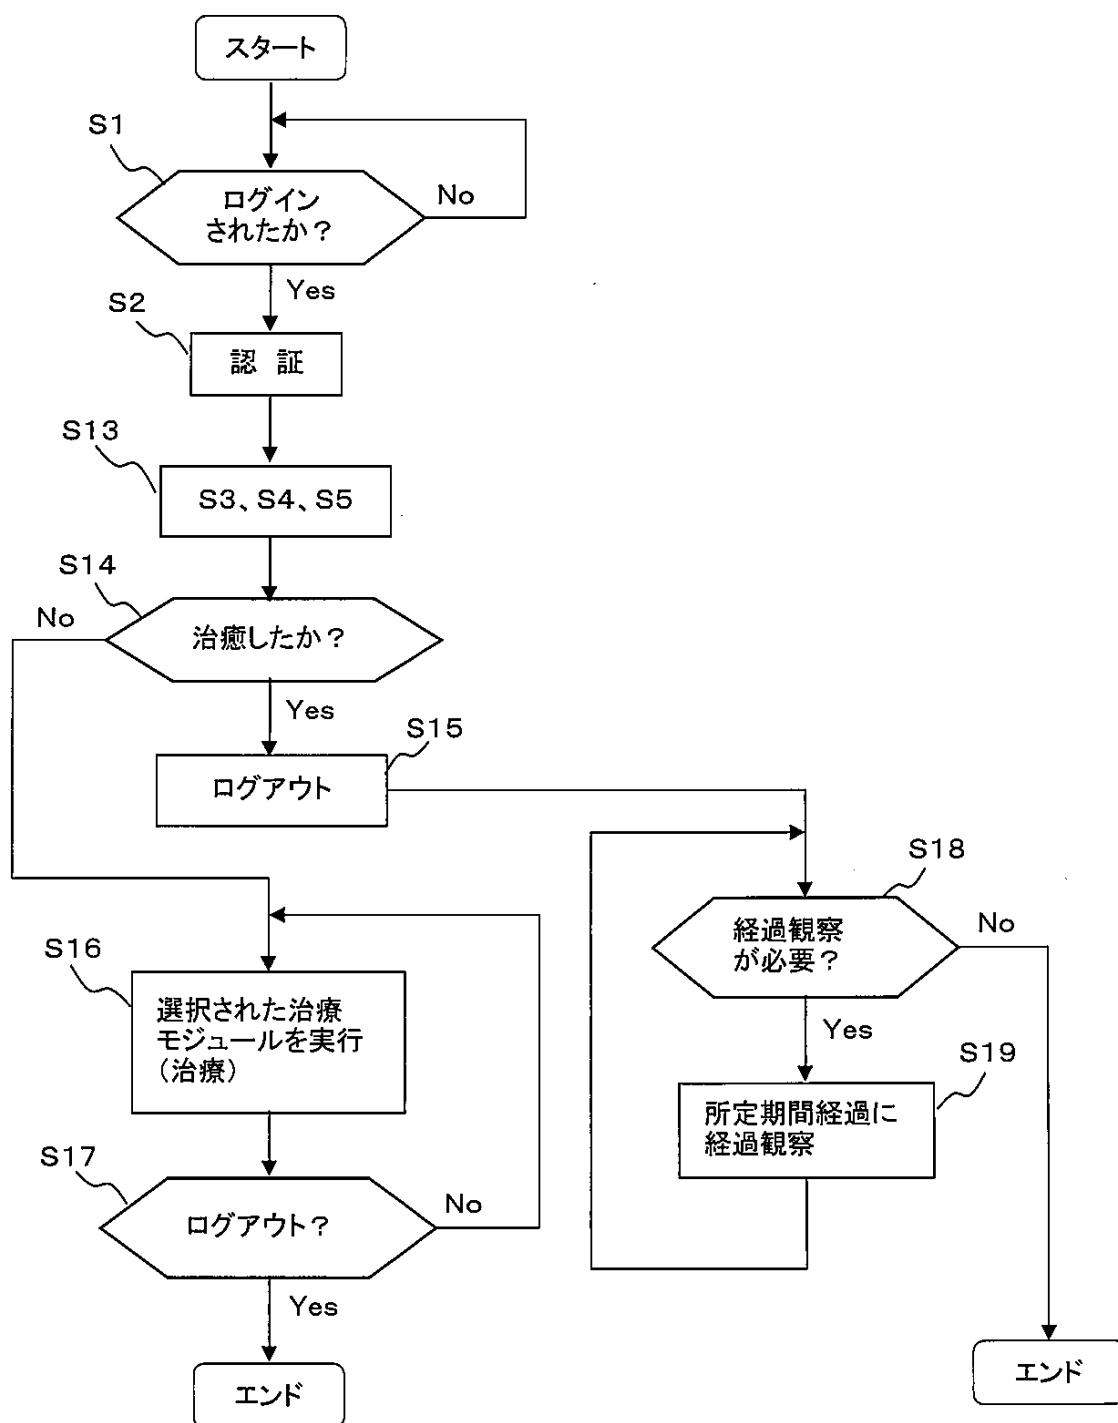 スタート
S1
ログイン
されたか？
No
Yes
S2
認 証
S13
S3、S4、S5
S14
No
治癒したか？
Yes
S15
ログアウト
S18
経過観察
が必要？
No
Yes
S16
選択された治療
モジュールを実行
（治療）
S19
所定期間経過に
経過観察
S17
ログアウト？
No
Yes
エンド
エンド